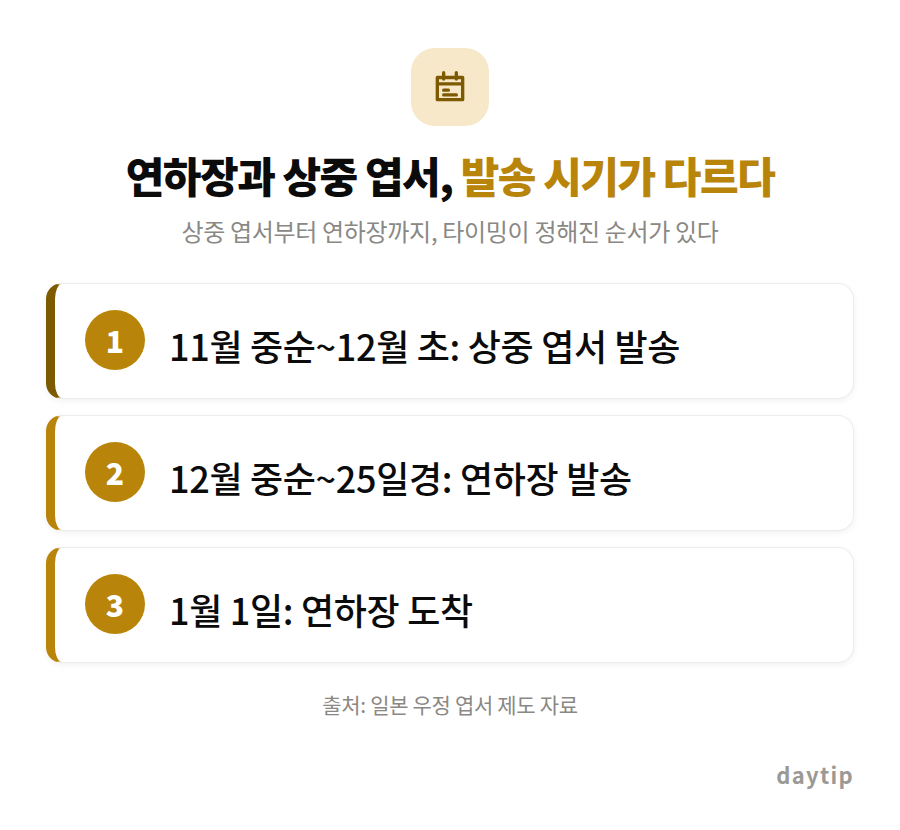 연하장과 상중 엽서, 발송 시기가 다르다
상중 엽서부터 연하장까지, 타이밍이 정해진 순서가 있다
1 11월 중순~12월 초: 상중 엽서 발송
2 12월 중순~25일경: 연하장 발송
3 1월 1일: 연하장 도착
출처: 일본 우정 엽서 제도 자료
daytip